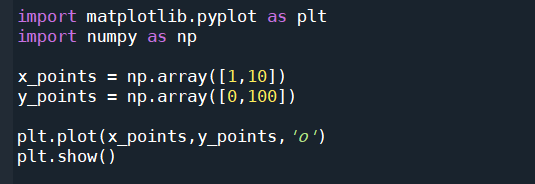 import matplotlib.pyplot as plt
import numpy as np
x_points = np.array([1,10])
y_points = np.array([0,100])
plt.plot(x_points,y_points,'o')
plt.show()